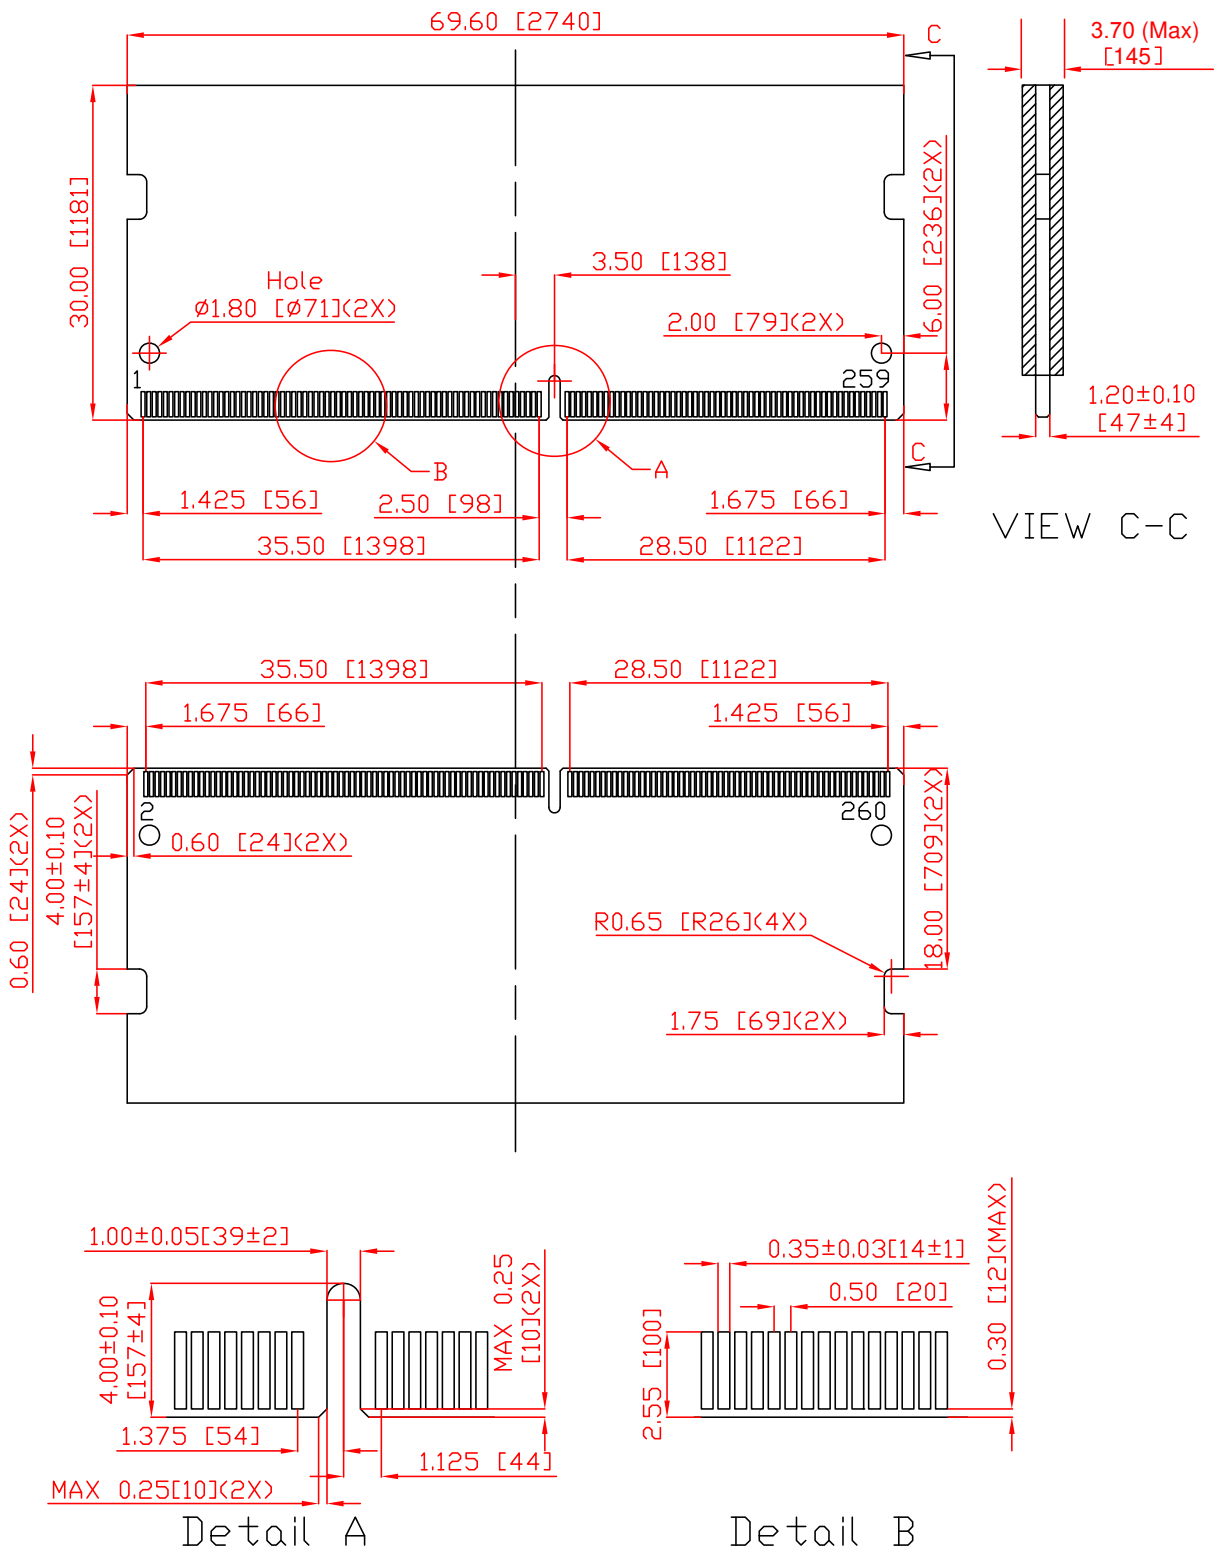 69.60 [2740]
C
3.70 (Max)
[145]
30.00 [1181]
6.00 [236](2X)
3.50 [138]
Hole
Ø1.80 [Ø71](2X)
2.00 [79](2X)
1
259
1.20±0.10
[47±4]
B
A
C
1.425 [56]
2.50 [98]
1.675 [66]
35.50 [1398]
28.50 [1122]
VIEW C-C
35.50 [1398]
28.50 [1122]
1.675 [66]
1.425 [56]
2
260
0.60 [24](2X)
0.60 [24](2X)
4.00±0.10
[157±4](2X)
18.00 [709](2X)
R0.65 [R26](4X)
1.75 [69](2X)
1.00±0.05[39±2]
4.00±0.10
[157±4]
MAX 0.25
[10](2X)
1.375 [54]
1.125 [44]
MAX 0.25[10](2X)
Detail A
0.35±0.03[14±1]
0.50 [20]
0.30 [12](MAX)
2.55 [100]
Detail B